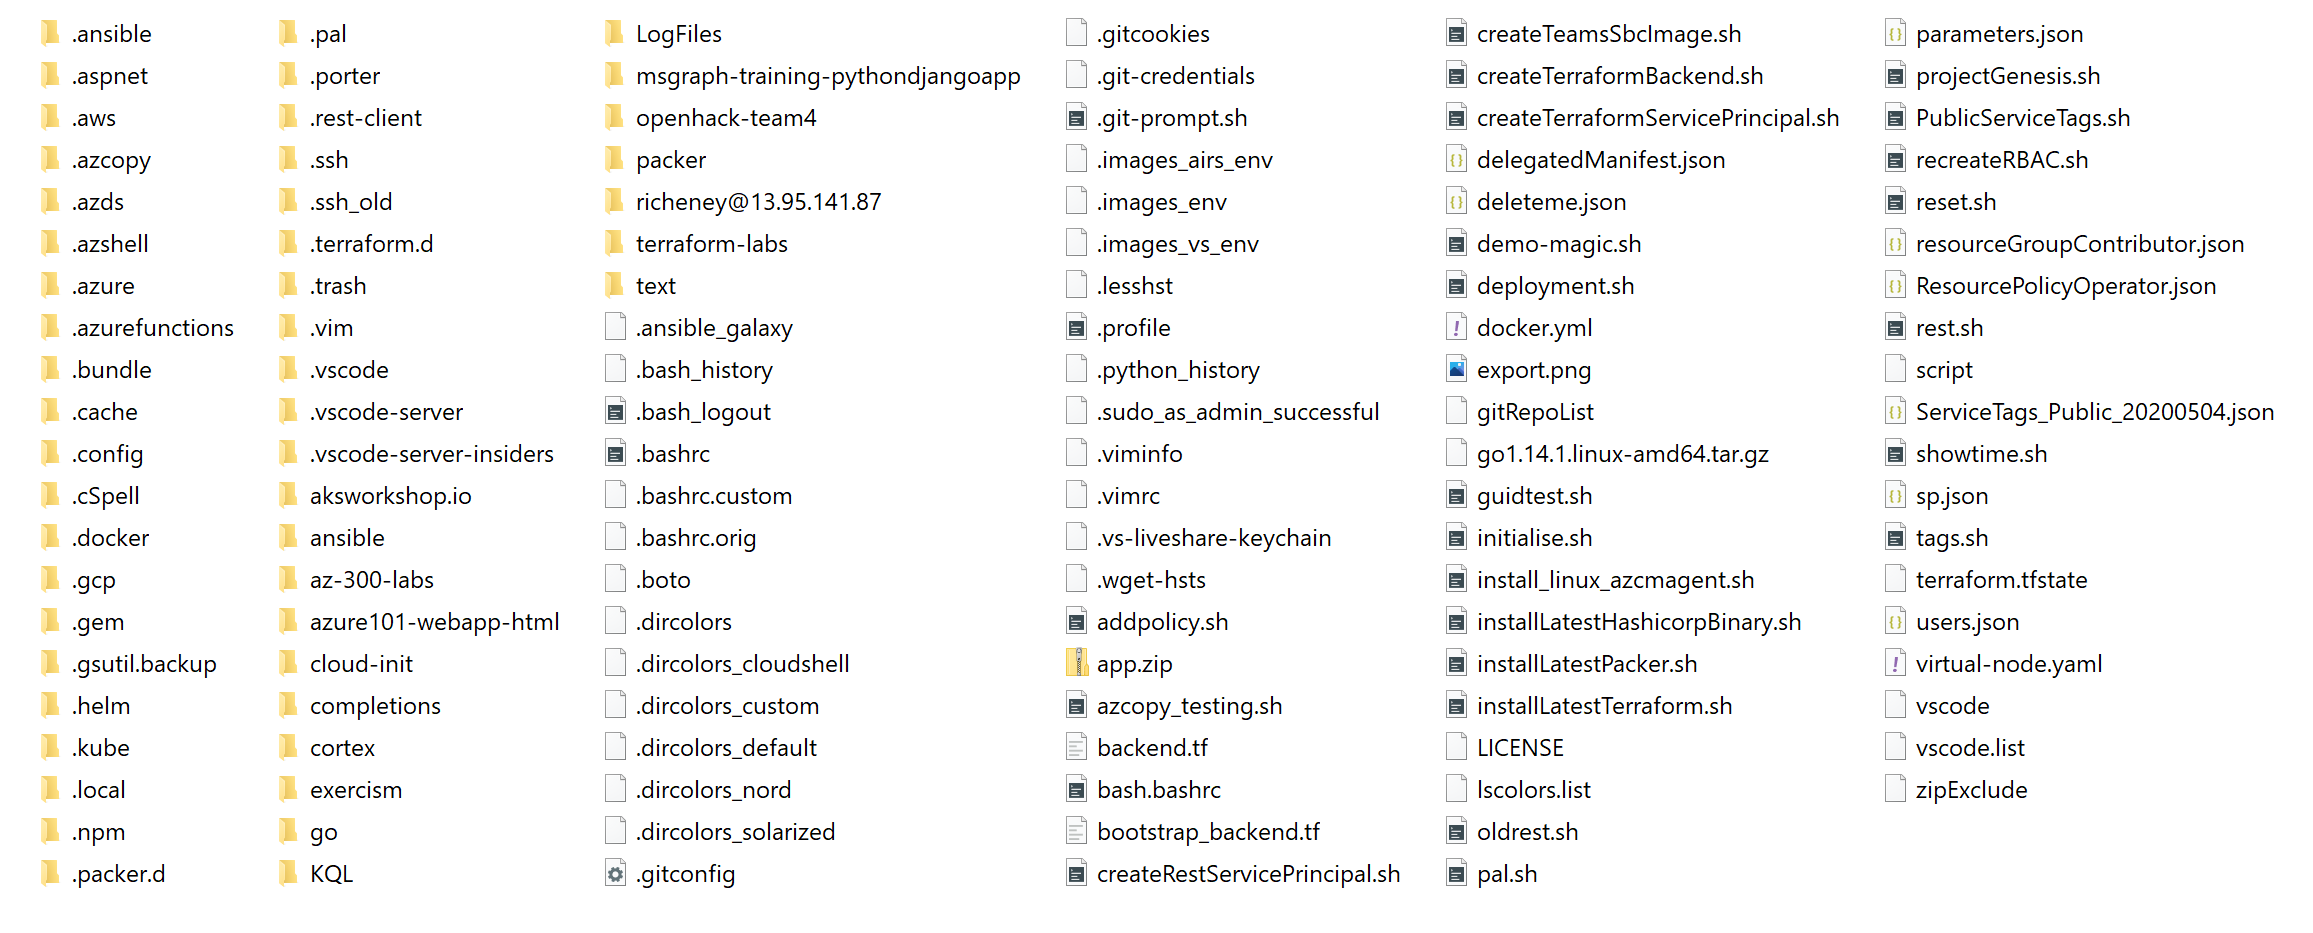 .ansible
.aspnet
.aws
.azcopy
.azds
.azshell
.azure
.azurefunctions
.bundle
.cache
.config
.cSpell
.docker
.gcp
.gem
.gsutil.backup
.helm
.kube
.local
.npm
.packer.d
.pal
.porter
.rest-client
.ssh
.ssh_old
.terraform.d
.trash
.vim
.vscode
.vscode-server
.vscode-server-insiders
aksworkshop.io
ansible
az-300-labs
azure101-webapp-html
cloud-init
completions
cortex
exercism
go
KQL
LogFiles
msgraph-training-pythondjangoapp
openhack-team4
packer
richeney@13.95.141.87
terraform-labs
text
.ansible_galaxy
.bash_history
.bash_logout
.bashrc
.bashrc.custom
.bashrc.orig
.boto
.dircolors
.dircolors_cloudshell
.dircolors_custom
.dircolors_default
.dircolors_nord
.dircolors_solarized
.gitconfig
.gitcookies
.git-credentials
.git-prompt.sh
.images_airs_env
.images_env
.images_vs_env
.lesshst
.profile
.python_history
.sudo_as_admin_successful
.viminfo
.vimrc
.vs-liveshare-keychain
.wget-hsts
addpolicy.sh
app.zip
azcopy_testing.sh
backend.tf
bash.bashrc
bootstrap_backend.tf
createRestServicePrincipal.sh
createTeamsSbcImage.sh
createTerraformBackend.sh
createTerraformServicePrincipal.sh
delegatedManifest.json
deleteme.json
demo-magic.sh
deployment.sh
docker.yml
export.png
gitRepoList
go1.14.1.linux-amd64.tar.gz
guidtest.sh
initialise.sh
install_linux_azcmagent.sh
installLatestHashicorpBinary.sh
installLatestPacker.sh
installLatestTerraform.sh
LICENSE
lscolors.list
oldrest.sh
pal.sh
parameters.json
projectGenesis.sh
PublicServiceTags.sh
recreateRBAC.sh
reset.sh
resourceGroupContributor.json
ResourcePolicyOperator.json
rest.sh
script
ServiceTags_Public_20200504.json
showtime.sh
sp.json
tags.sh
terraform.tfstate
users.json
virtual-node.yaml
vscode
vscode.list
zipExclude